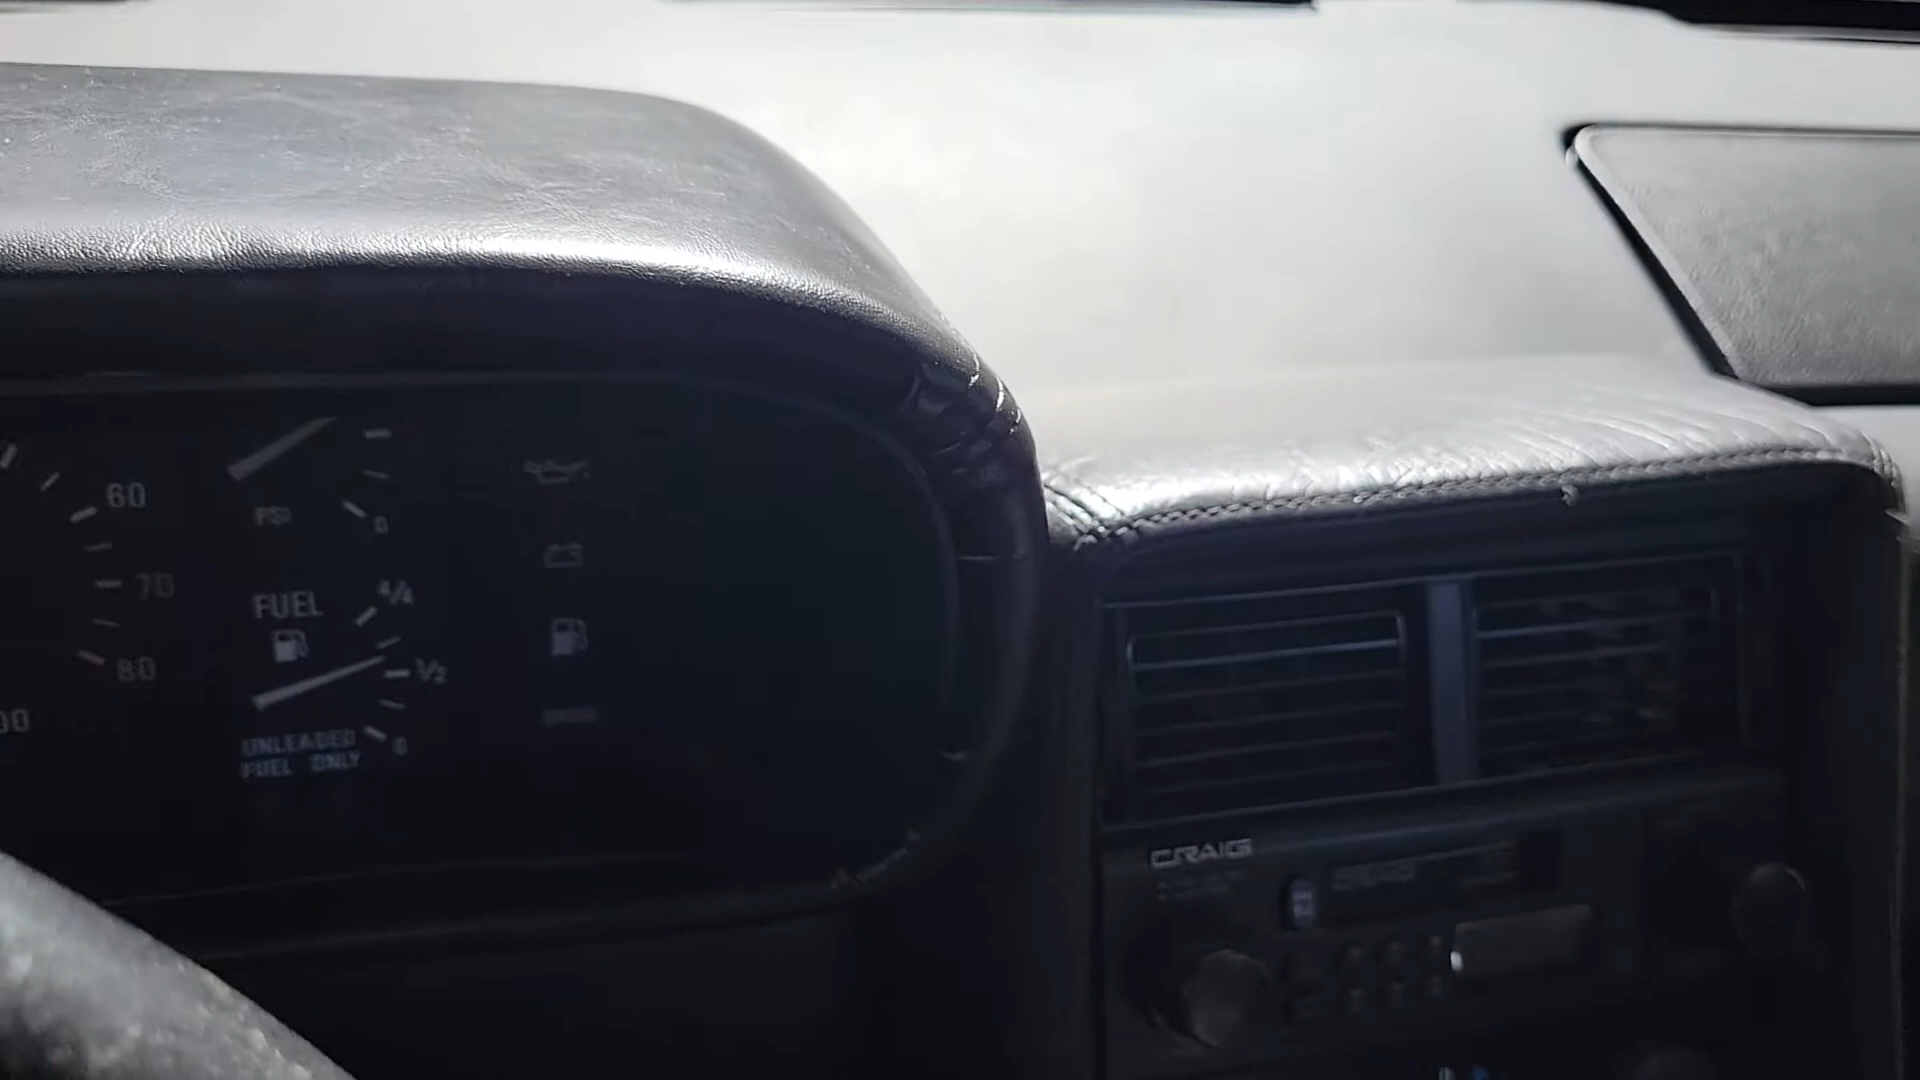 60
PSI
0
70
FUEL
4/4
80
1/2
UNLEADED
FUEL ONLY
0
CRAIG